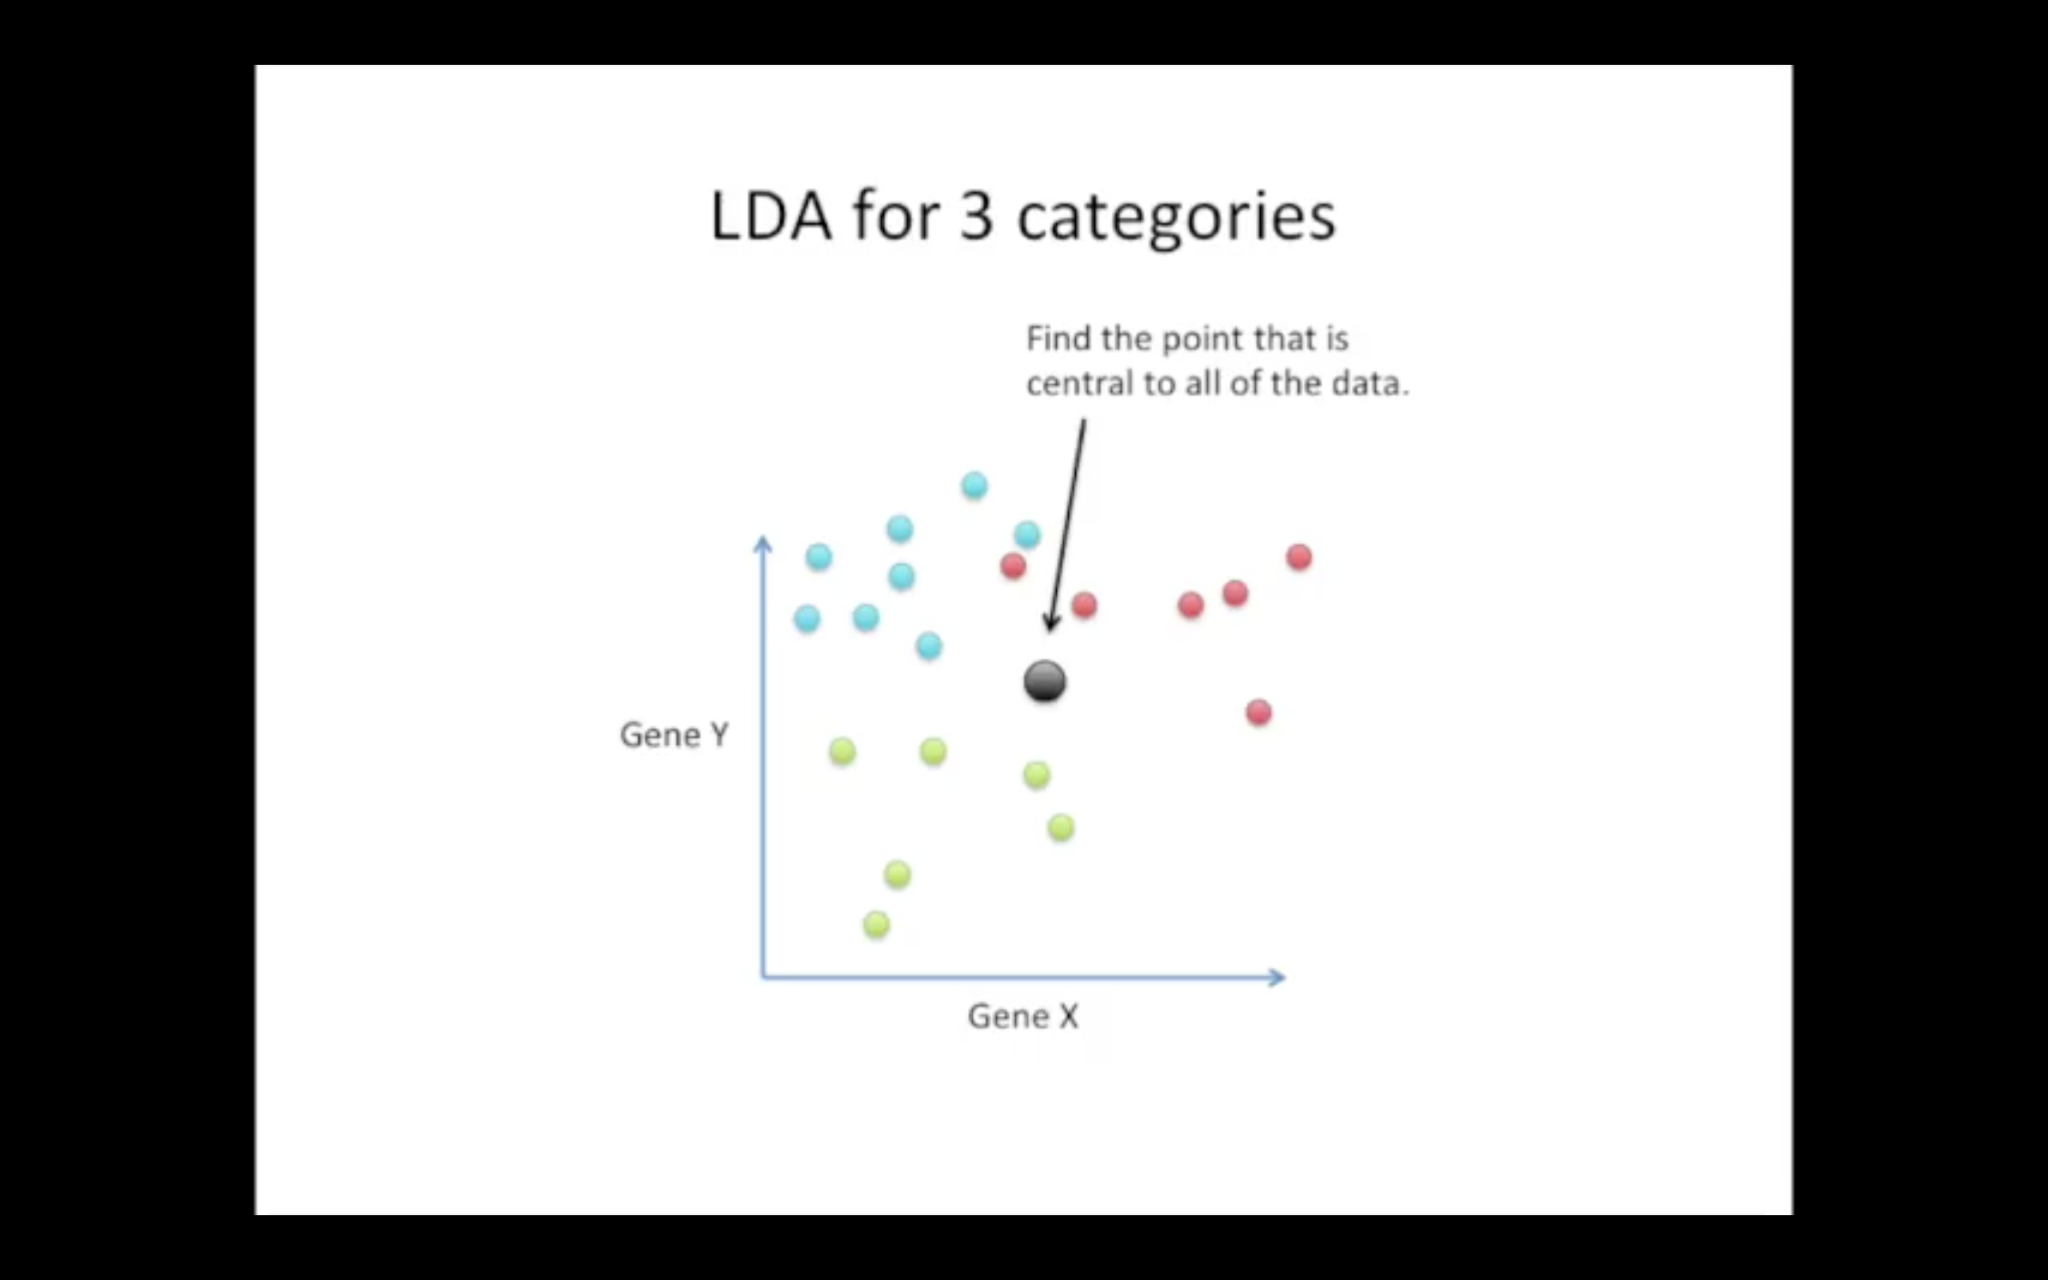 LDA for 3 categories
Find the point that is
central to all of the data.
Gene Y
Gene X